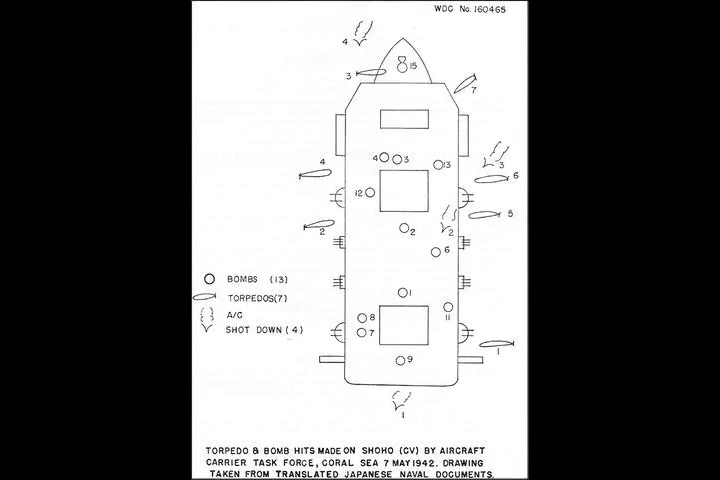 WDC No. 160465
4
15
3
7
4
3
13
3
4
6
12
5
2
2
2
6
1
BOMBS (13)
11
TORPEDOS(7)
A/C
8
SHOT DOWN (4)
7
1
9
1
TORPEDO & BOMB HITS MADE ON SHOHO (CV) BY AIRCRAFT
CARRIER TASK FORCE, CORAL SEA 7 MAY 1942. DRAWING
TAKEN FROM TRANSLATED JAPANESE NAVAL DOCUMENTS.